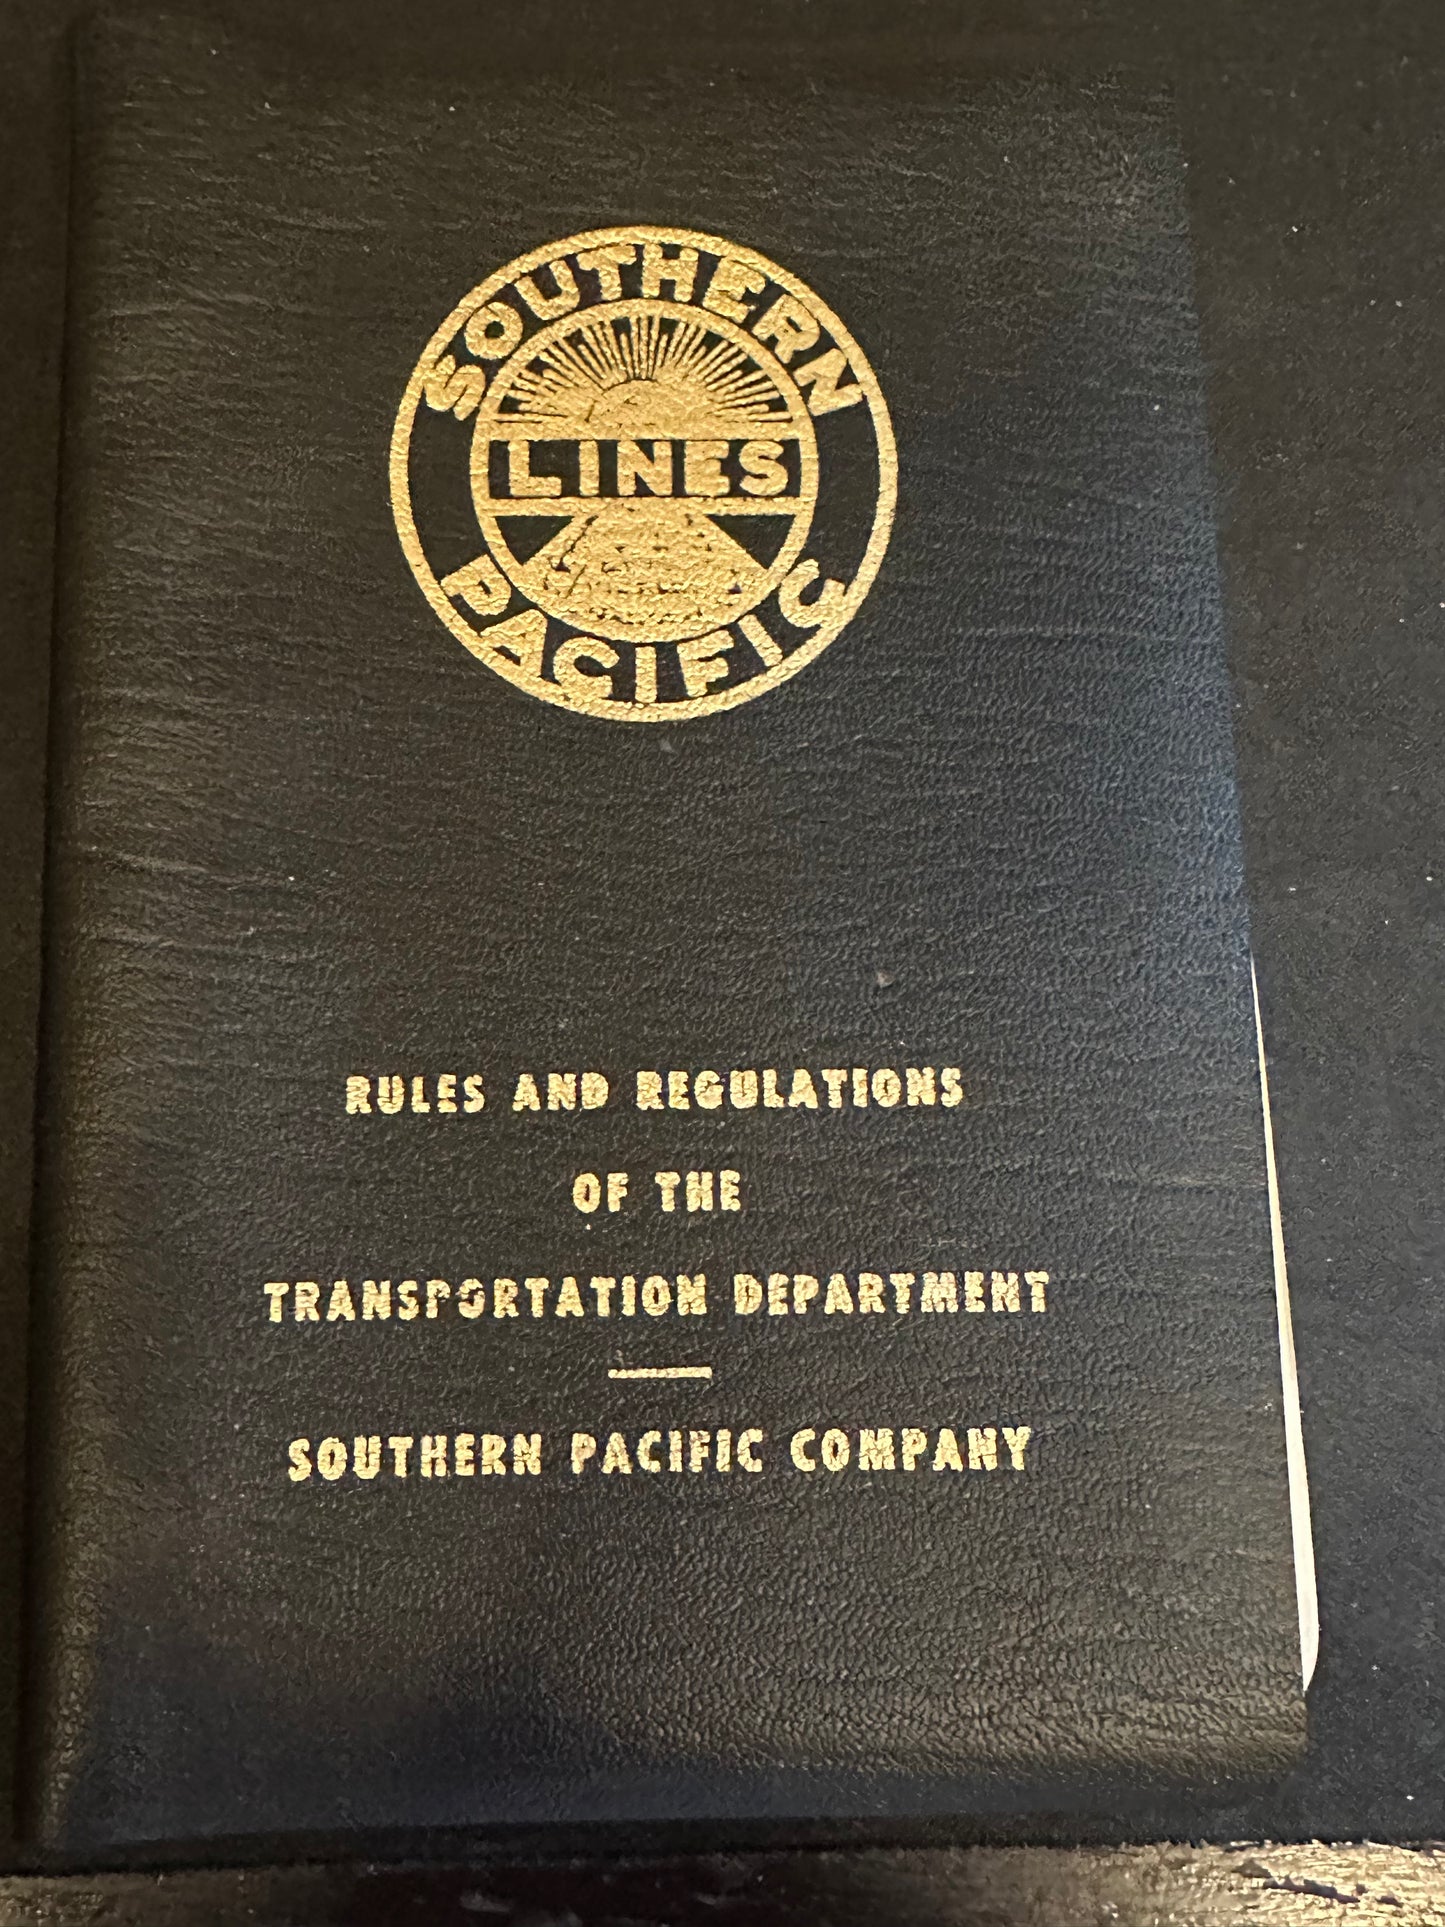 SOUTHERN
LINES
PACIFIC
RULES AND REGULATIONS
OF THE
TRANSPORTATION DEPARTMENT
SOUTHERN PACIFIC COMPANY